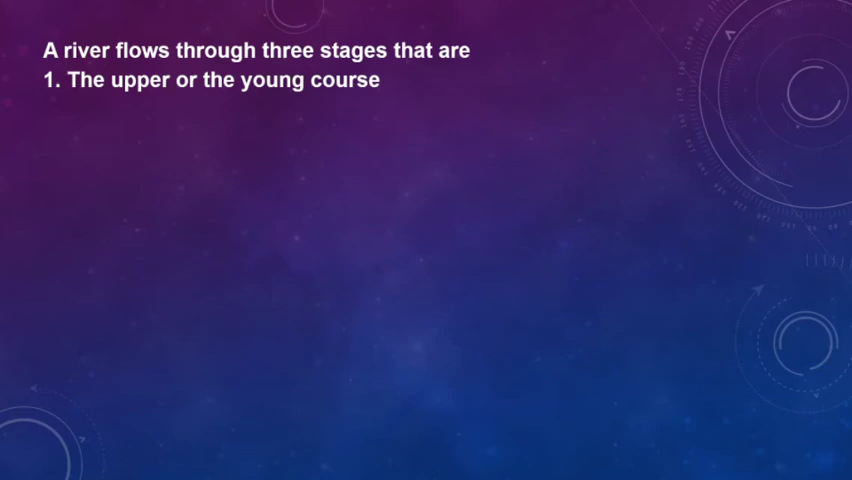 A river flows through three stages that are
1. The upper or the young course